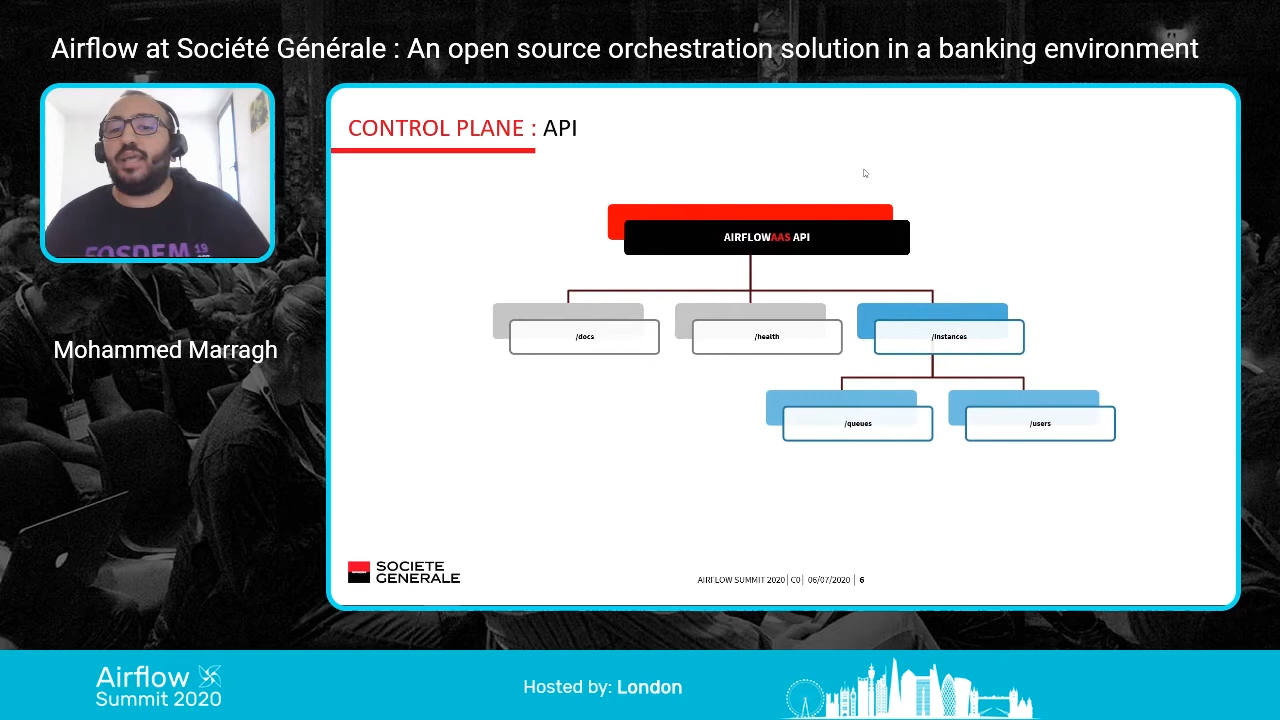 Airflow at Société Générale : An open source orchestration solution in a banking environment
FOSDEM 19
Mohammed Marragh
CONTROL PLANE : API
AIRFLOWAAS API
/docs
/health
/instances
/queues
/users
SOCIETE
GENERALE
AIRFLOW SUMMIT 2020 | C0 | 06/07/2020 | 6
Airflow
Summit 2020
Hosted by: London